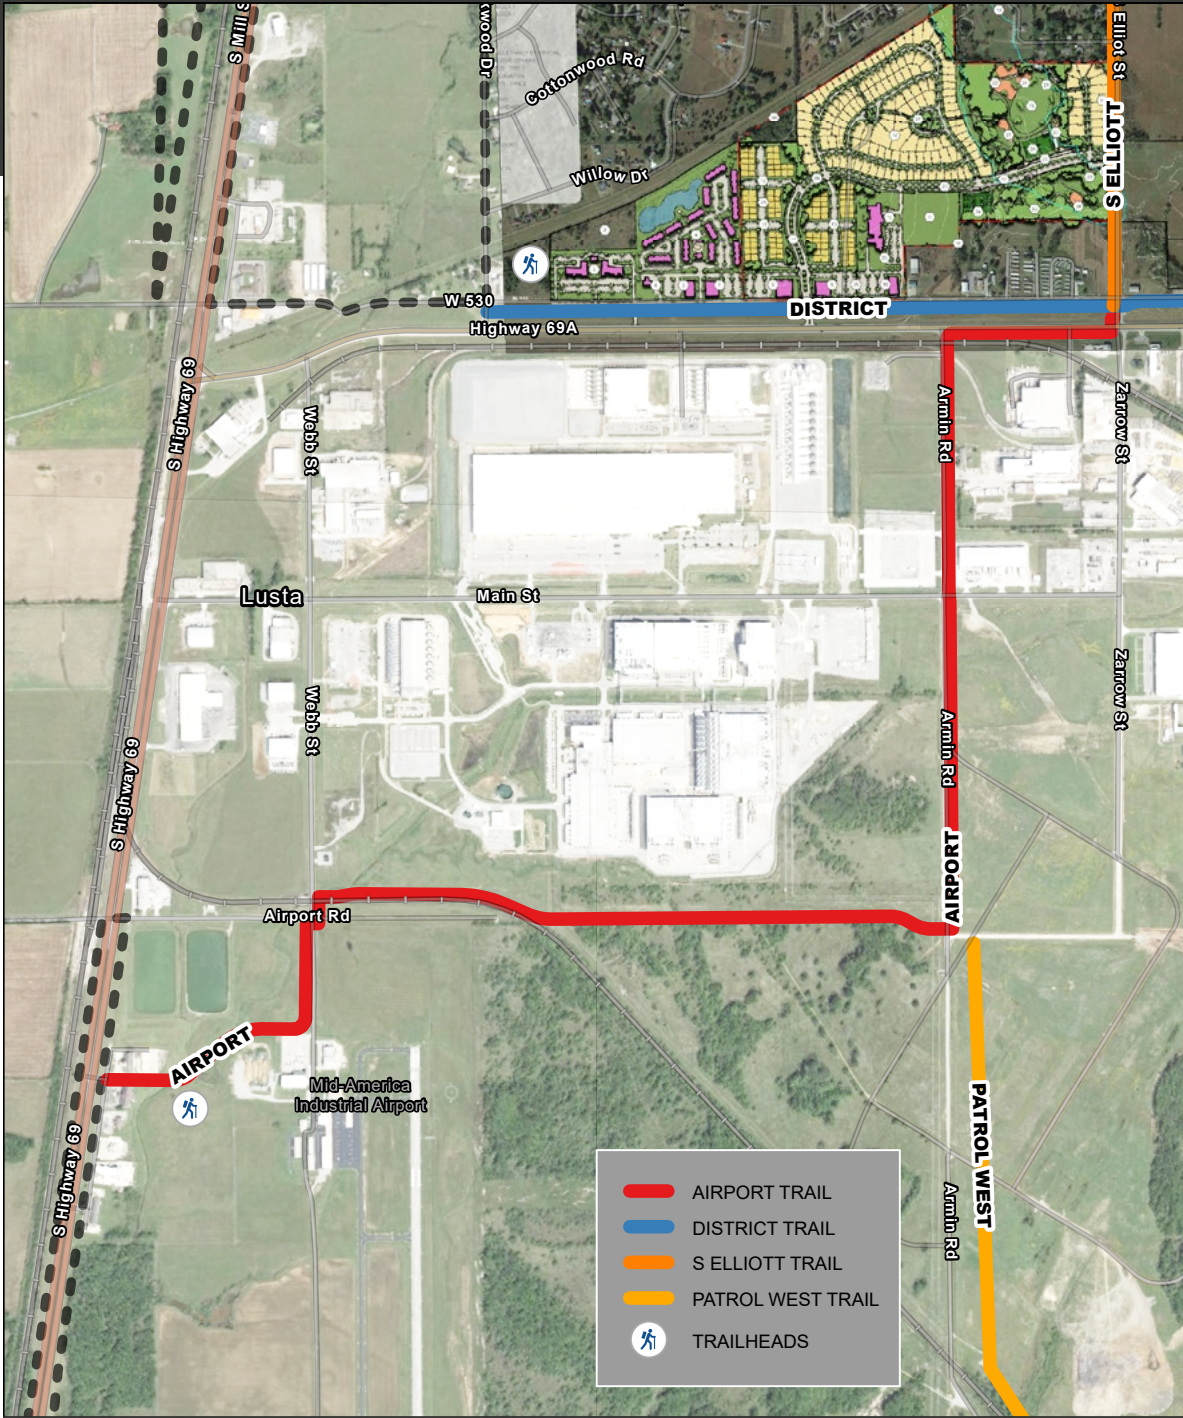 S Mill S
kwood Dr
Cottonwood Rd
Willow Dr
Elliot St
S ELLIOTT
W 530
DISTRICT
Highway 69A
S Highway 69
Webb St
Armin Rd
Zarrow St
Lusta
Main St
Webb St
Armin Rd
Zarrow St
S Highway 69
AIRPORT
Airport Rd
AIRPORT
Mid-America
Industrial Airport
PATROL WEST
S Highway 69
Armin Rd
AIRPORT TRAIL
DISTRICT TRAIL
S ELLIOTT TRAIL
PATROL WEST TRAIL
TRAILHEADS